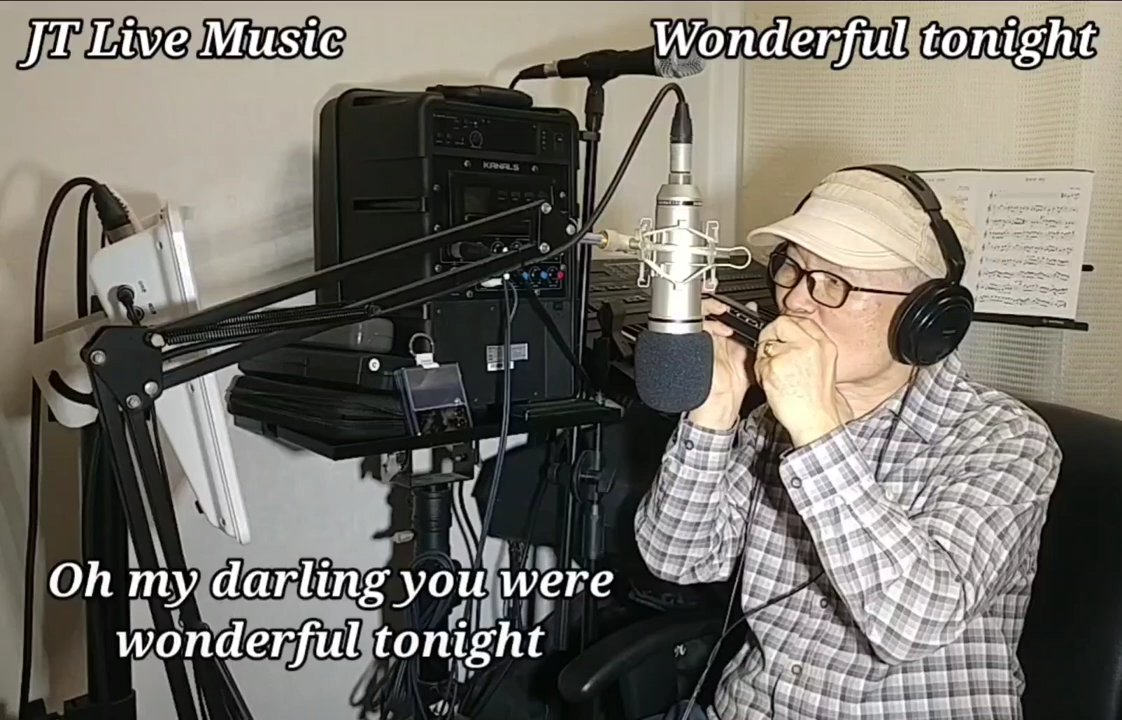 JT Live Music
Wonderful tonight
KANALS
Oh my darling you were
wonderful tonight